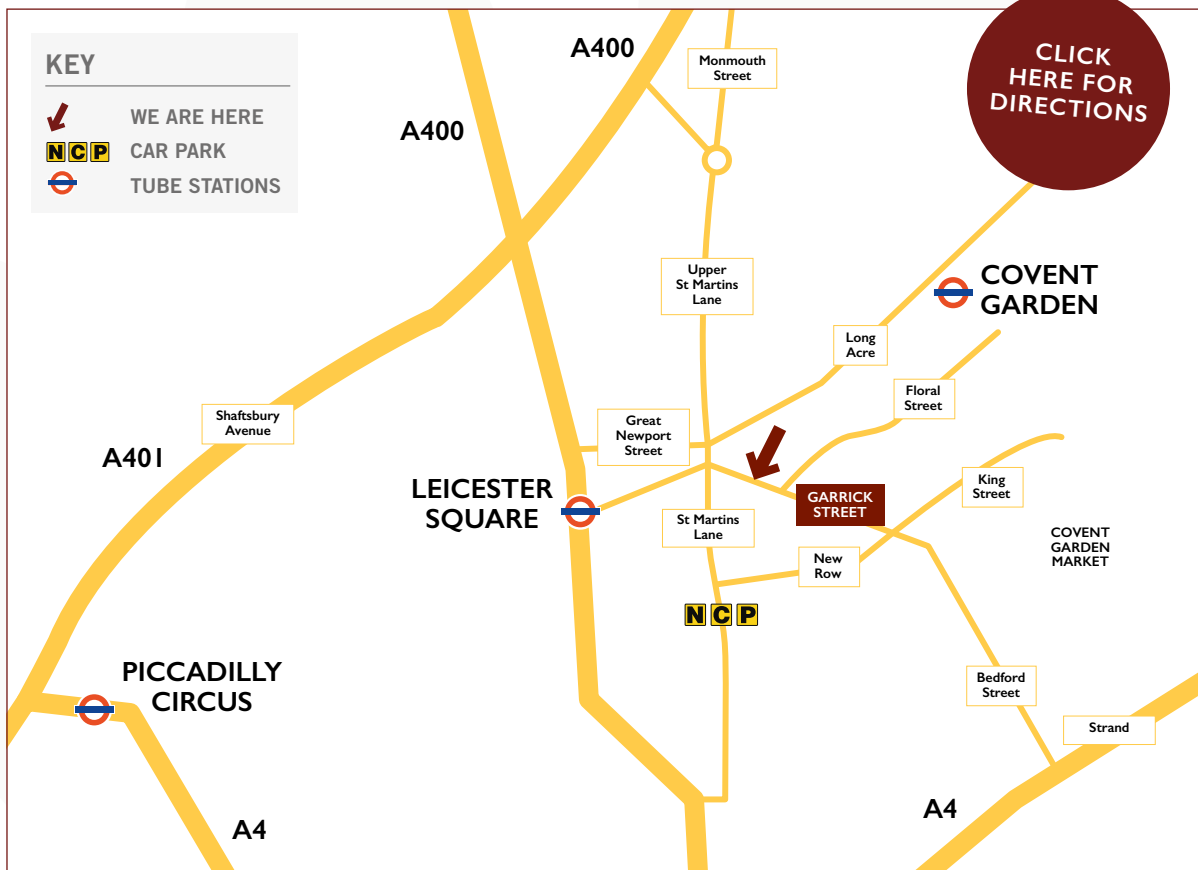 KEY
WE ARE HERE
NCP
CAR PARK
TUBE STATIONS
A400
A400
Monmouth
Street
CLICK
HERE FOR
DIRECTIONS
Upper
St Martins
Lane
COVENT
GARDEN
Long
Acre
Floral
Street
Shaftsbury
Avenue
A401
Great
Newport
Street
LEICESTER
SQUARE
GARRICK
STREET
King
Street
St Martins
Lane
New
Row
COVENT
GARDEN
MARKET
NCP
PICCADILLY
CIRCUS
Bedford
Street
Strand
A4
A4